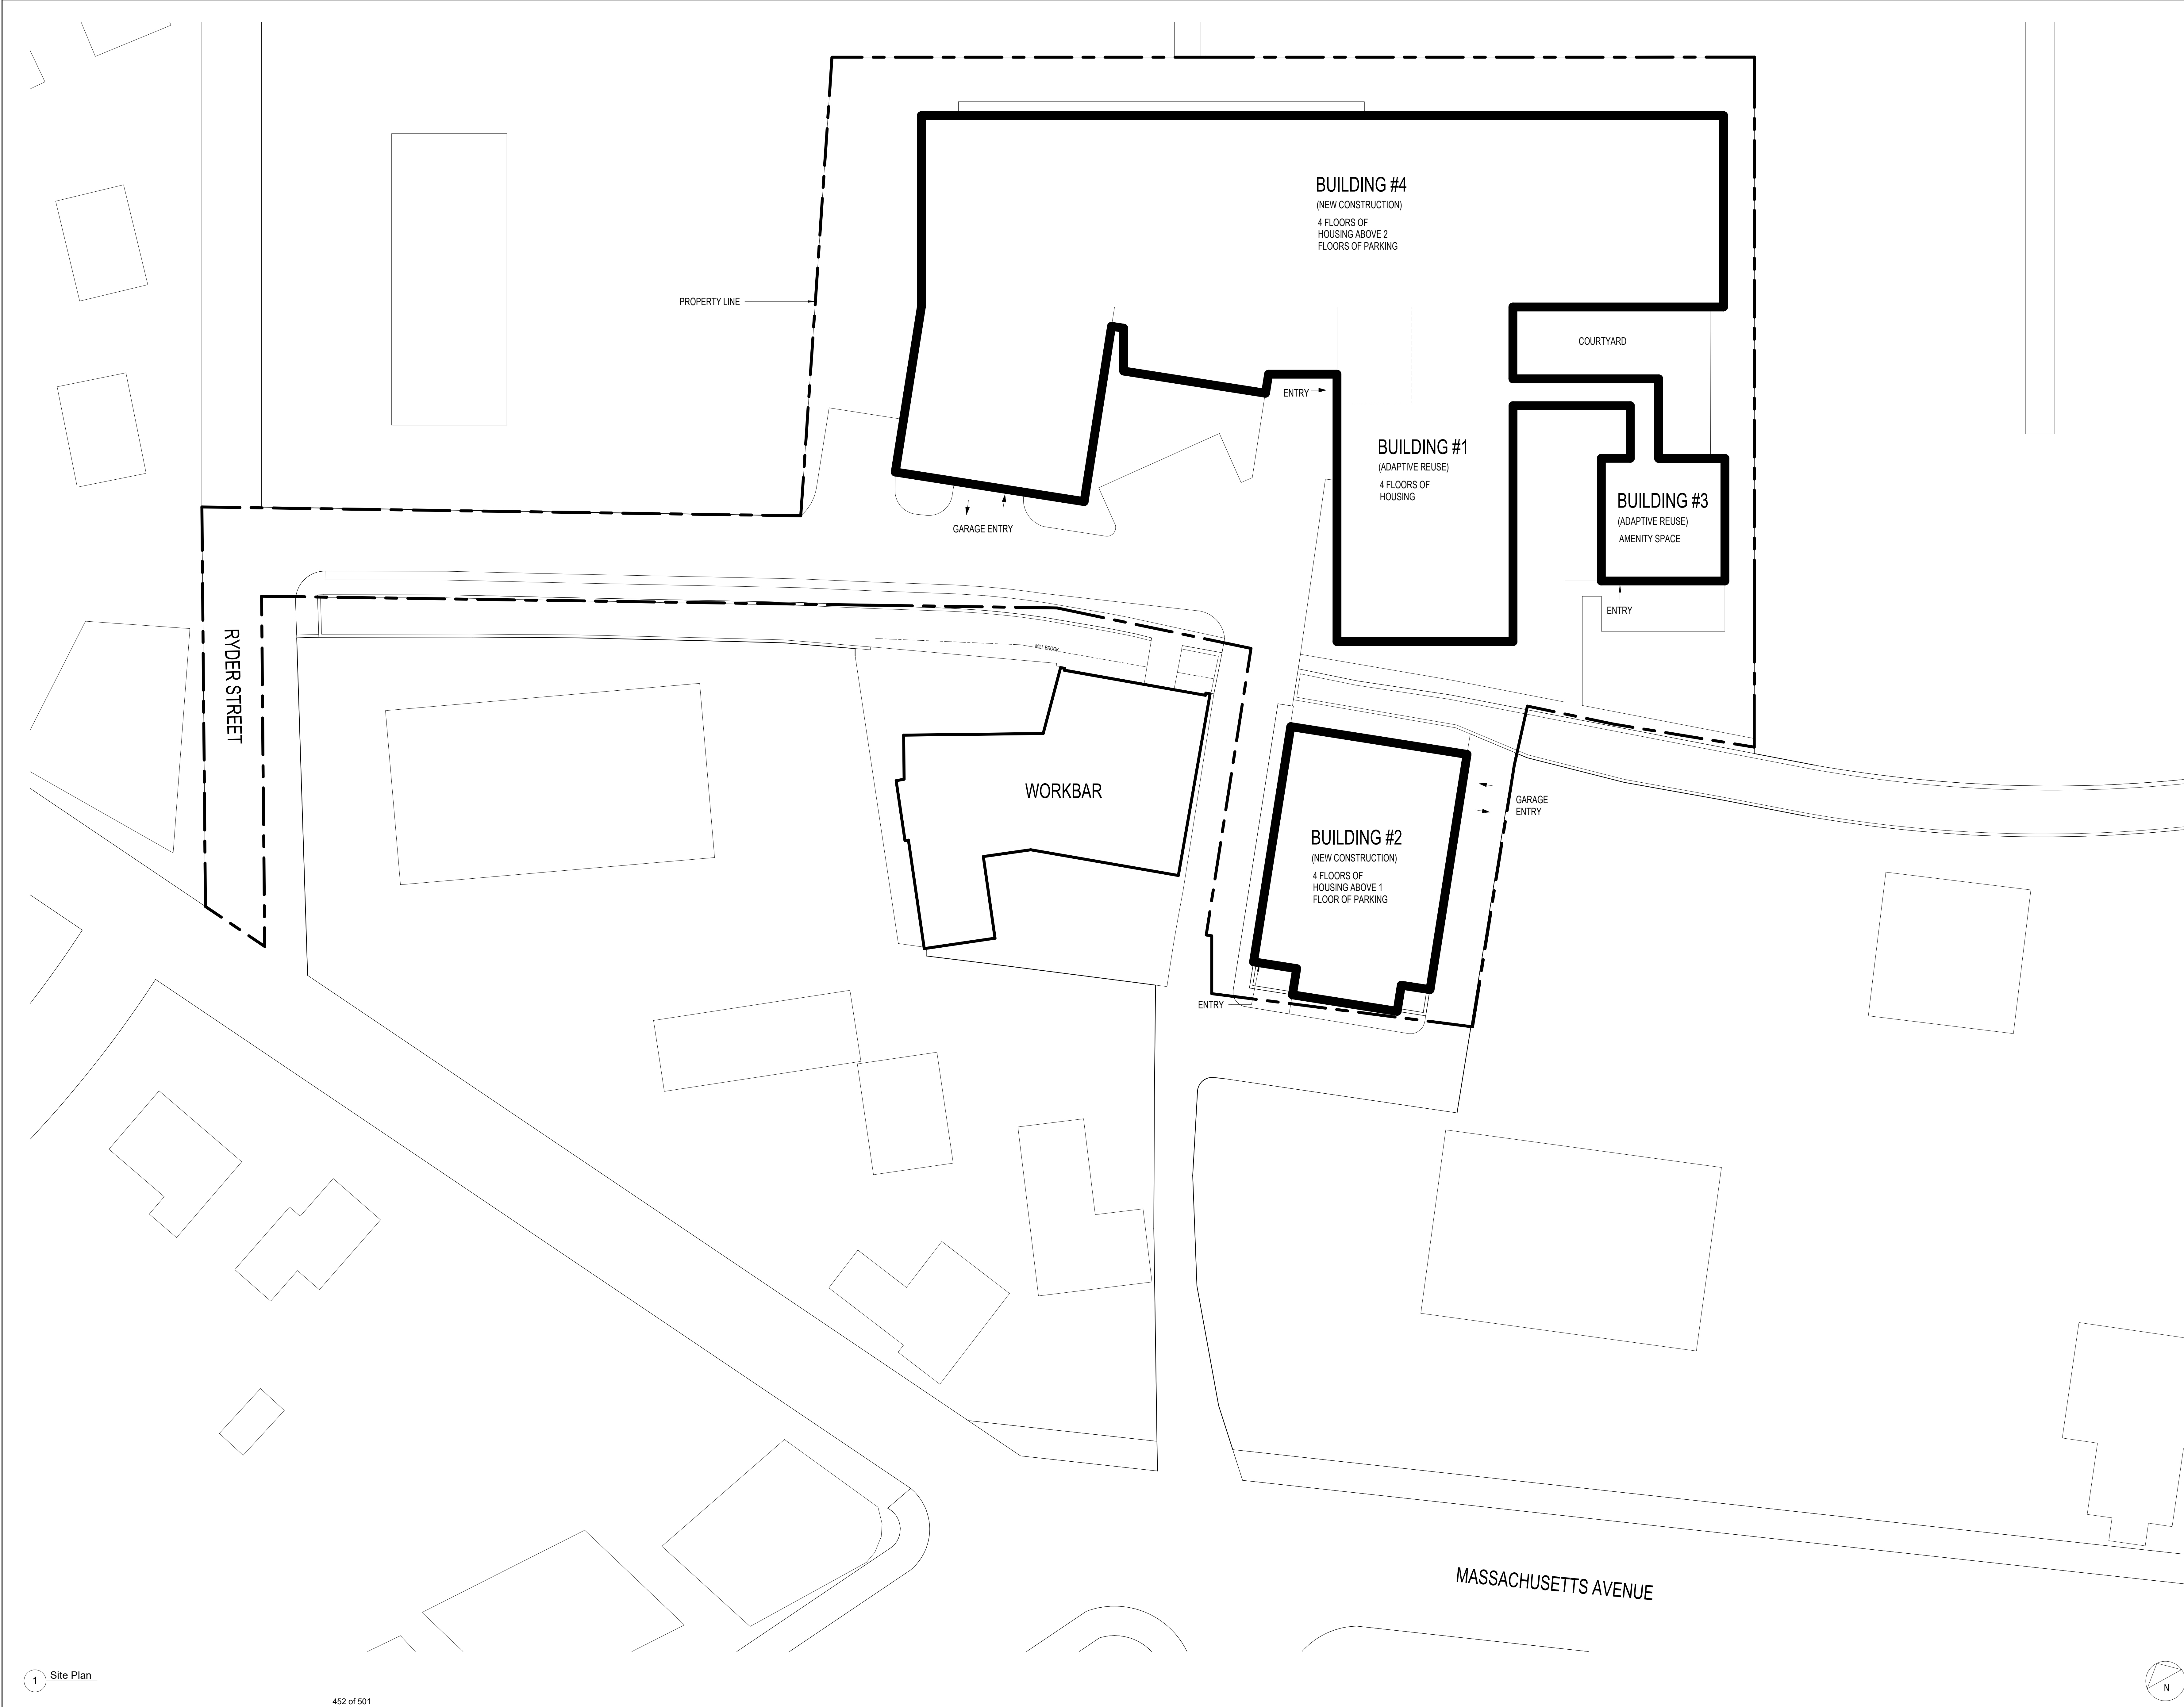 BUILDING #4
(NEW CONSTRUCTION)
4 FLOORS OF
HOUSING ABOVE 2
FLOORS OF PARKING
PROPERTY LINE
COURTYARD
ENTRY
BUILDING #1
(ADAPTIVE REUSE)
4 FLOORS OF
HOUSING
BUILDING #3
(ADAPTIVE REUSE)
AMENITY SPACE
GARAGE ENTRY
ENTRY
RYDER STREET
MILL BROOK
WORKBAR
GARAGE
ENTRY
BUILDING #2
(NEW CONSTRUCTION)
4 FLOORS OF
HOUSING ABOVE 1
FLOOR OF PARKING
ENTRY
MASSACHUSETTS AVENUE
1 Site Plan
N
452 of 501